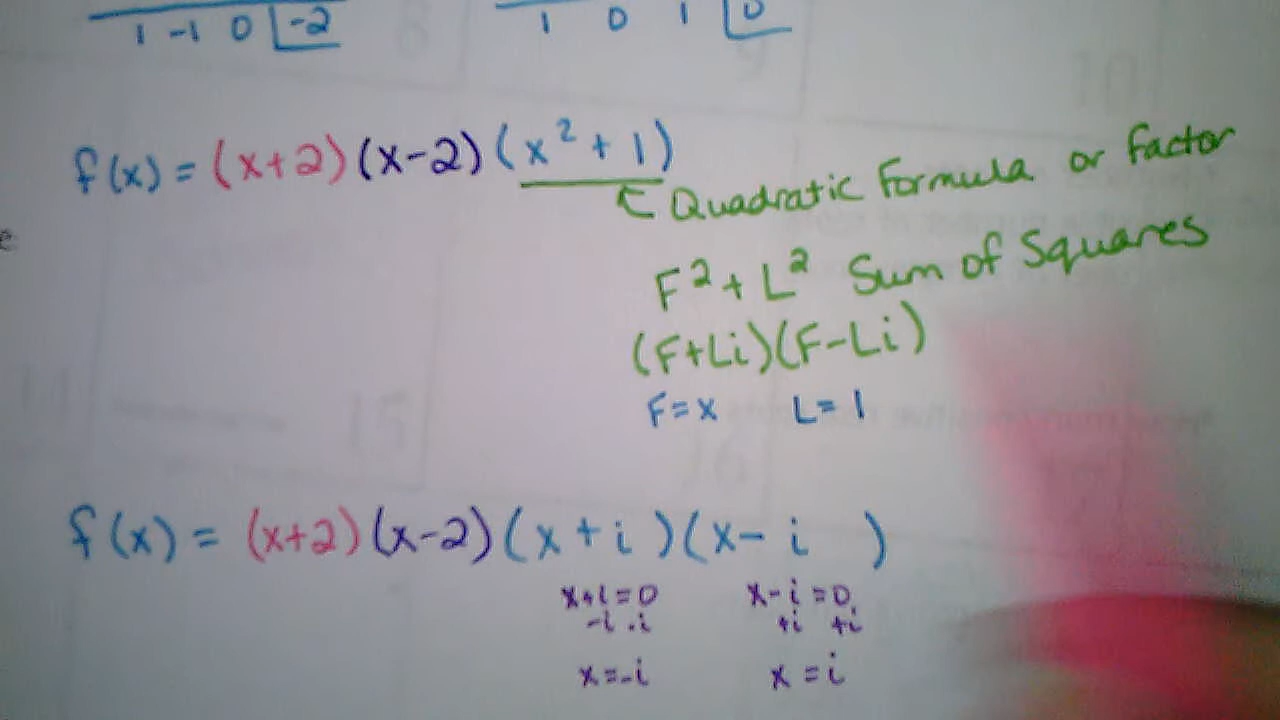 1 -1 0 -2 1 0 1 0
f(x) = (x+2)(x-2)(x² + 1)
Quadratic Formula or factor
F² + L² Sum of Squares
(F+Li)(F-Li)
F = x L = 1
f(x) = (x+2)(x-2)(x + i)(x - i )
x+i = 0 x-i = 0
-i -i +i +i
x = -i x = i